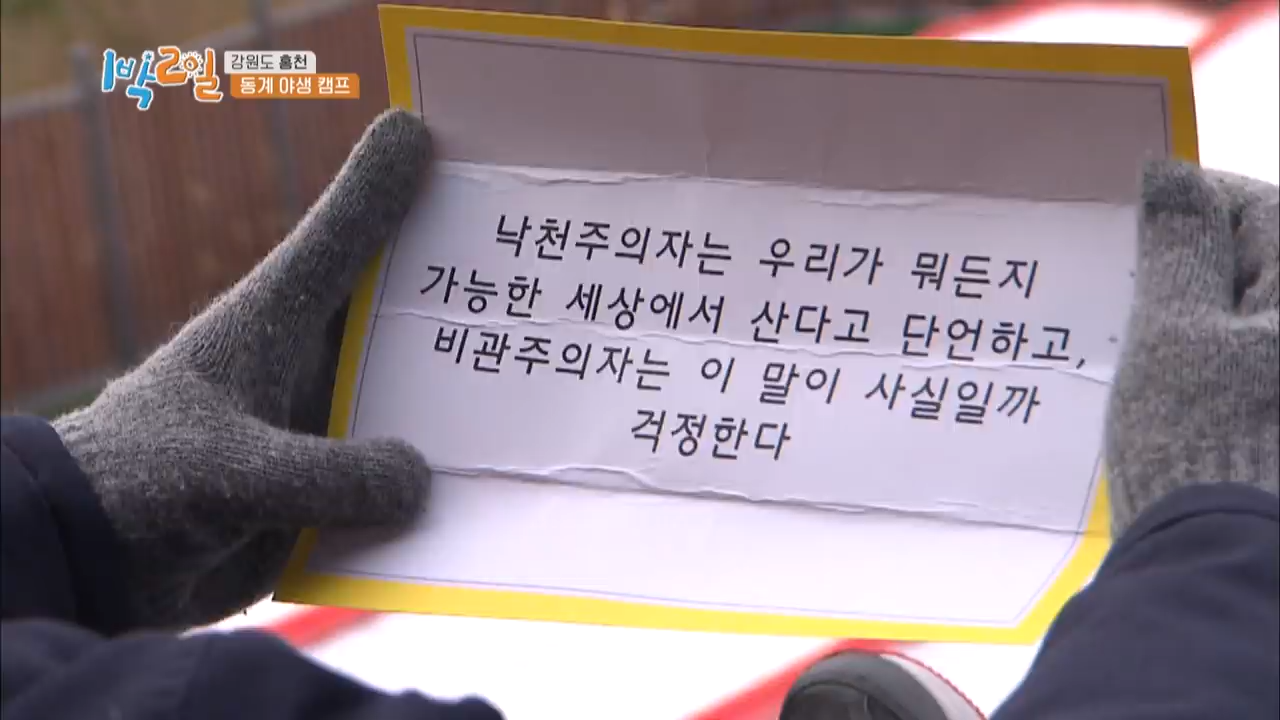 1박2일
강원도 홍천
동계 야생 캠프
낙천주의자는 우리가 뭐든지
가능한 세상에서 산다고 단언하고,
비관주의자는 이 말이 사실일까
걱정한다